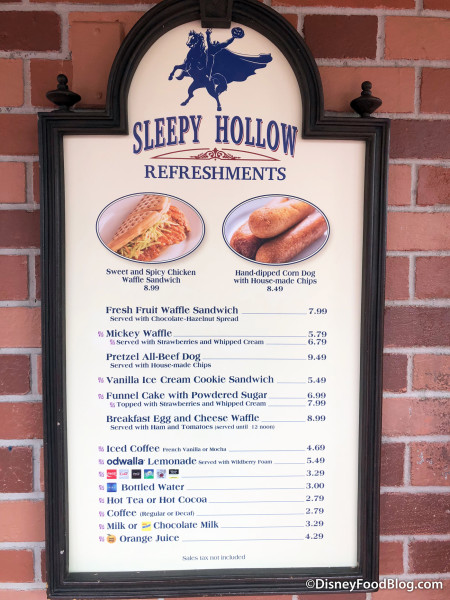 SLEEPY HOLLOW
REFRESHMENTS
Sweet and Spicy Chicken
Waffle Sandwich
8.99
Hand-dipped Corn Dog
with House-made Chips
8.49
Fresh Fruit Waffle Sandwich 7.99
Served with Chocolate-Hazelnut Spread
Mickey Waffle 5.79
Served with Strawberries and Whipped Cream 6.79
Pretzel All-Beef Dog 9.49
Served with House-made Chips
Vanilla Ice Cream Cookie Sandwich 5.49
Funnel Cake with Powdered Sugar 6.99
Topped with Strawberries and Whipped Cream 7.99
Breakfast Egg and Cheese Waffle 8.99
Served with Ham and Tomatoes (served until 12 noon)
Iced Coffee French Vanilla or Mocha 4.69
odwalla Lemonade Served with Wildberry Foam 5.49
3.29
Bottled Water 3.00
Hot Tea or Hot Cocoa 2.79
Coffee (Regular or Decaf) 2.79
Milk or Chocolate Milk 3.29
Orange Juice 4.29
Sales tax not included
©DisneyFoodBlog.com